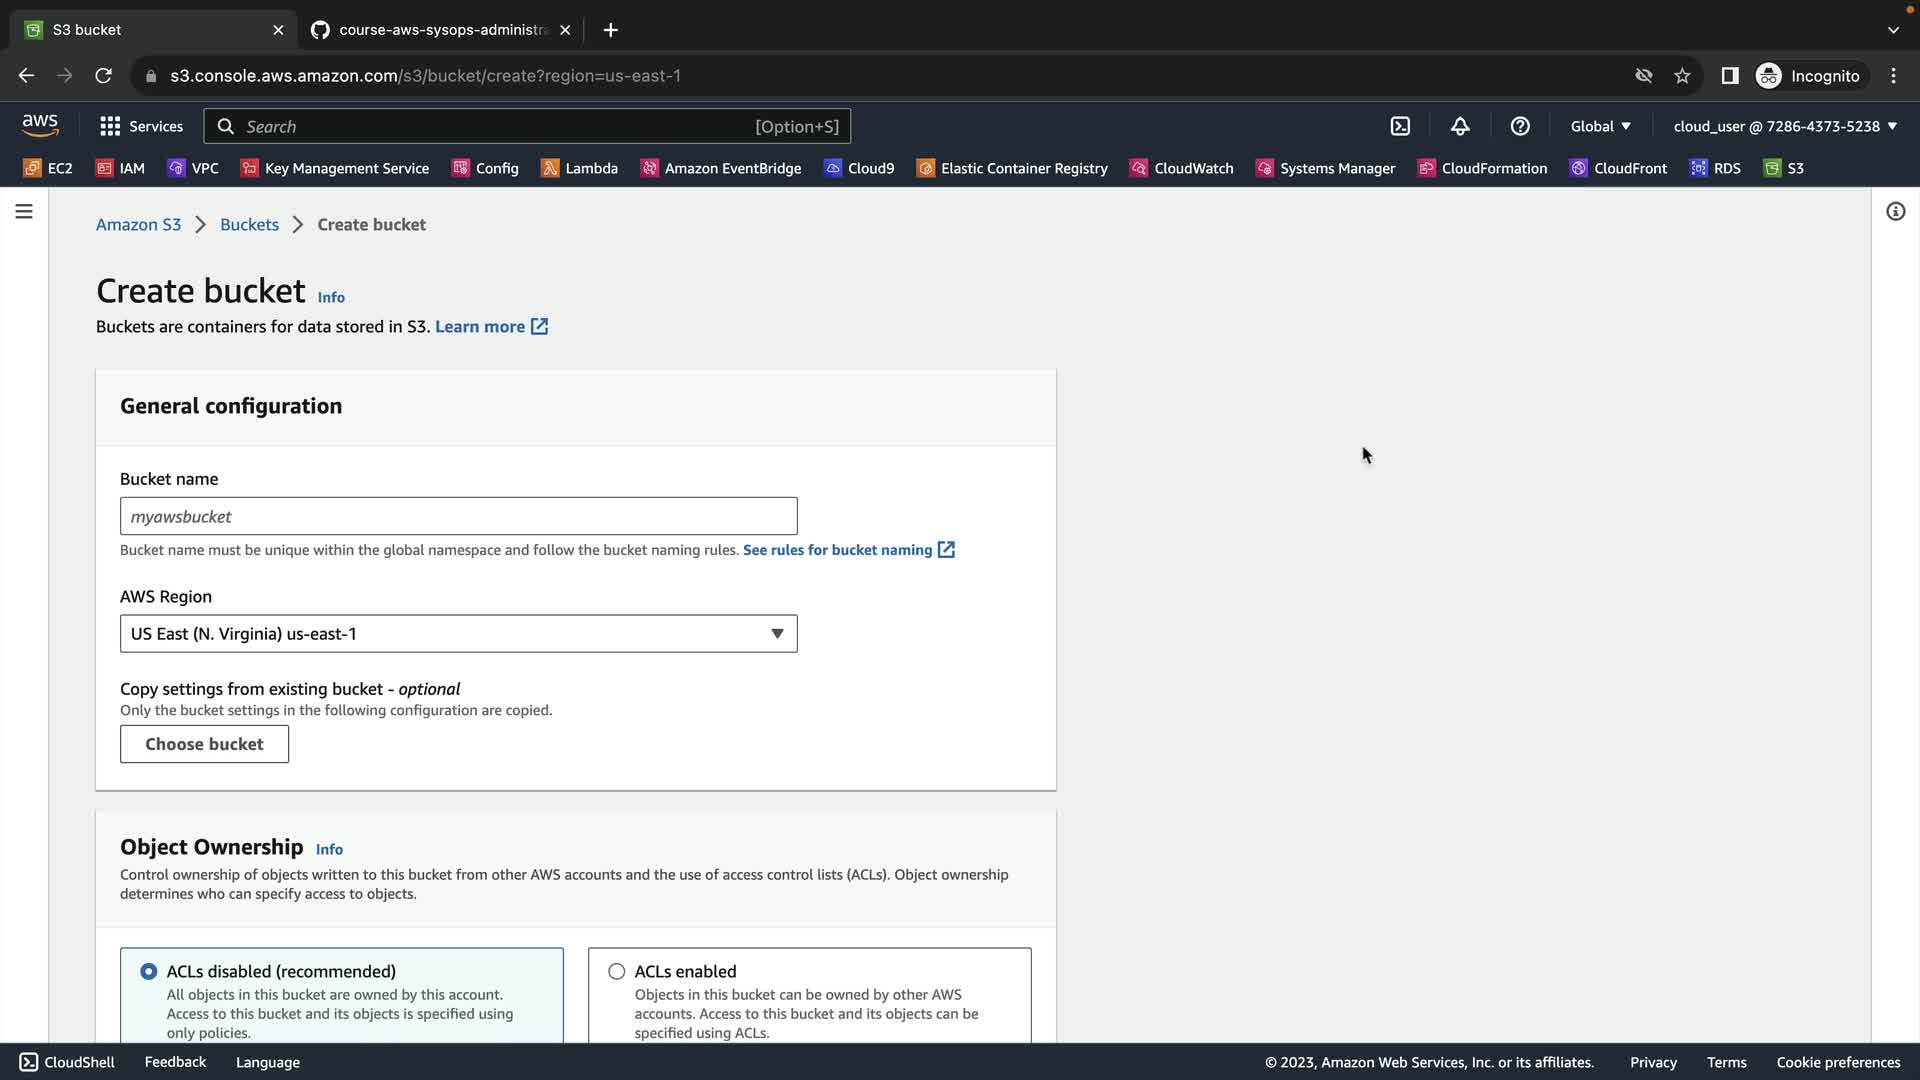 S3 bucket
course-aws-sysops-administra
s3.console.aws.amazon.com/s3/bucket/create?region=us-east-1
Incognito
aws
Services
Search
[Option+S]
Global
cloud_user @ 7286-4373-5238
EC2
IAM
VPC
Key Management Service
Config
Lambda
Amazon EventBridge
Cloud9
Elastic Container Registry
CloudWatch
Systems Manager
CloudFormation
CloudFront
RDS
S3
Amazon S3 > Buckets > Create bucket
Create bucket Info
Buckets are containers for data stored in S3. Learn more
General configuration
Bucket name
myawsbucket
Bucket name must be unique within the global namespace and follow the bucket naming rules. See rules for bucket naming
AWS Region
US East (N. Virginia) us-east-1
Copy settings from existing bucket - optional
Only the bucket settings in the following configuration are copied.
Choose bucket
Object Ownership Info
Control ownership of objects written to this bucket from other AWS accounts and the use of access control lists (ACLs). Object ownership
determines who can specify access to objects.
ACLs disabled (recommended)
All objects in this bucket are owned by this account.
Access to this bucket and its objects is specified using
only policies.
ACLs enabled
Objects in this bucket can be owned by other AWS
accounts. Access to this bucket and its objects can be
specified using ACLs.
CloudShell
Feedback
Language
© 2023, Amazon Web Services, Inc. or its affiliates.
Privacy
Terms
Cookie preferences